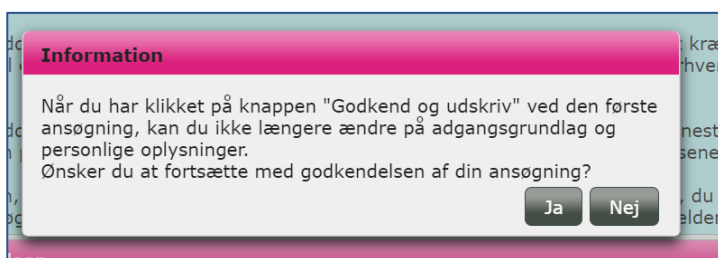 Information
Når du har klikket på knappen "Godkend og udskriv" ved den første
ansøgning, kan du ikke længere ændre på adgangsgrundlag og
personlige oplysninger.
Ønsker du at fortsætte med godkendelsen af din ansøgning?
Ja Nej